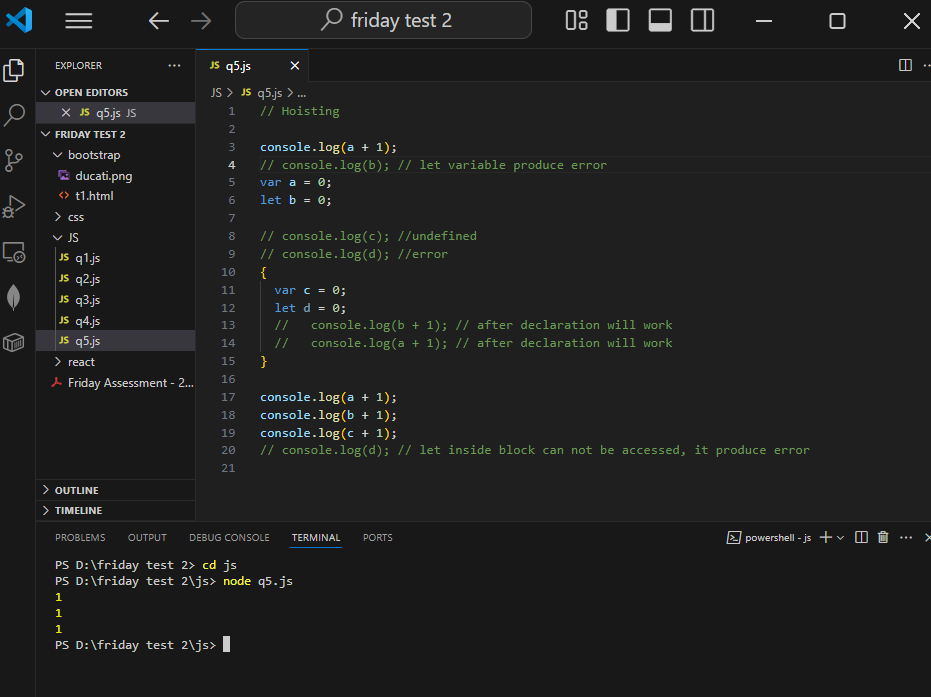 friday test 2
EXPLORER
JS q5.js
OPEN EDITORS
JS q5.js JS
FRIDAY TEST 2
bootstrap
ducati.png
t1.html
css
JS
JS q1.js
JS q2.js
JS q3.js
JS q4.js
JS q5.js
react
Friday Assessment - 2...
OUTLINE
TIMELINE
JS > JS q5.js > ...
1 // Hoisting
2
3 console.log(a + 1);
4 // console.log(b); // let variable produce error
5 var a = 0;
6 let b = 0;
7
8 // console.log(c); //undefined
9 // console.log(d); //error
10 {
11 var c = 0;
12 let d = 0;
13 //   console.log(b + 1); // after declaration will work
14 //   console.log(a + 1); // after declaration will work
15 }
16
17 console.log(a + 1);
18 console.log(b + 1);
19 console.log(c + 1);
20 // console.log(d); // let inside block can not be accessed, it produce error
21
PROBLEMS OUTPUT DEBUG CONSOLE TERMINAL PORTS
powershell - js
PS D:\friday test 2> cd js
PS D:\friday test 2\js> node q5.js
1
1
1
PS D:\friday test 2\js>